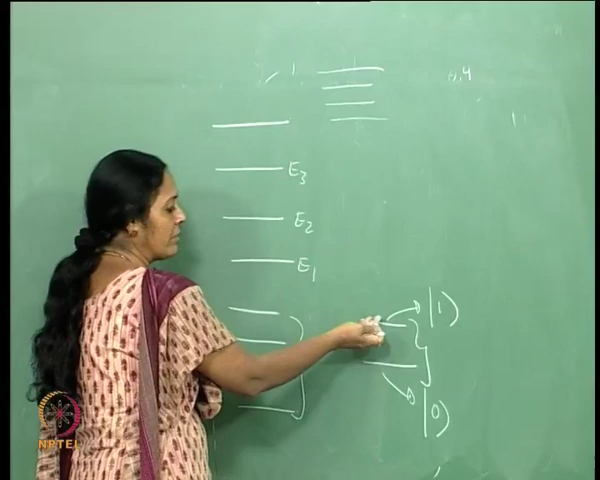 E₃
E₂
E₁
|1⟩
|0⟩
NPTEL